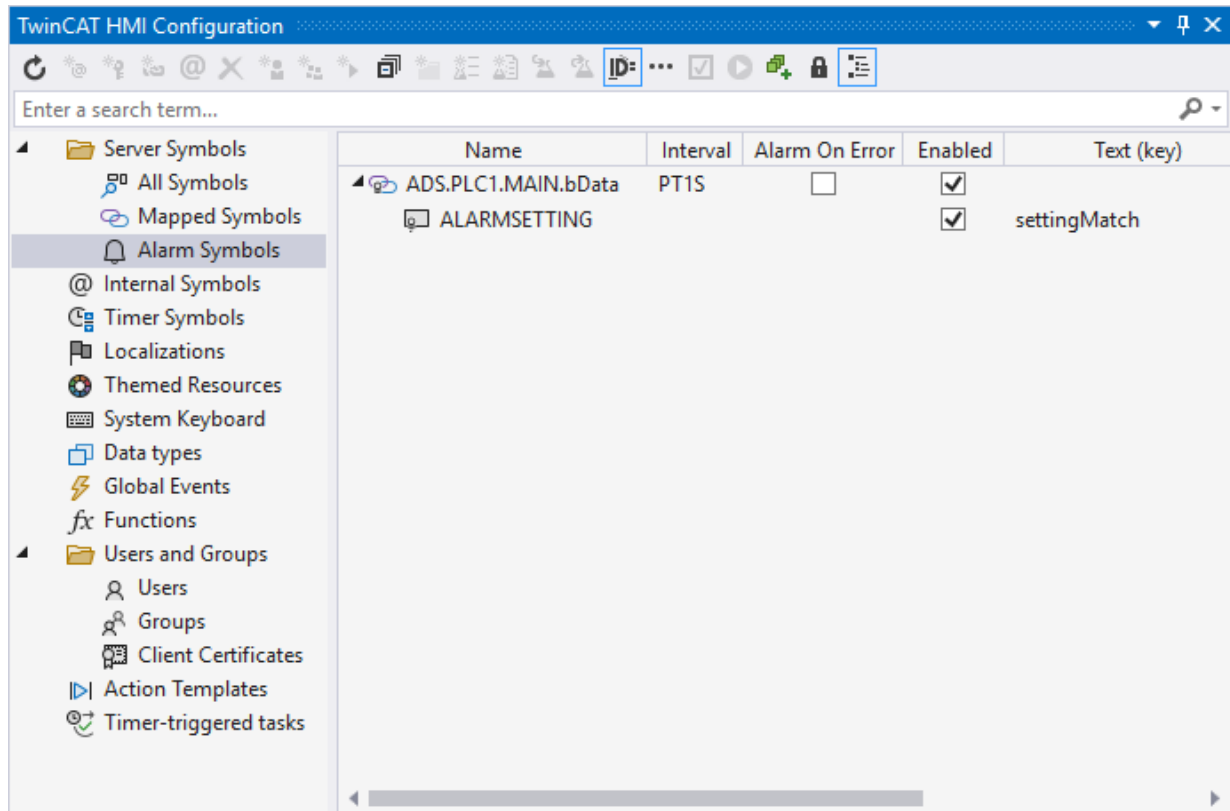 TwinCAT HMI Configuration
Enter a search term...
Server Symbols
All Symbols
Mapped Symbols
Alarm Symbols
@ Internal Symbols
Timer Symbols
Localizations
Themed Resources
System Keyboard
Data types
Global Events
fx Functions
Users and Groups
Users
Groups
Client Certificates
Action Templates
Timer-triggered tasks
Name Interval Alarm On Error Enabled Text (key)
ADS.PLC1.MAIN.bData PT1S
ALARMSETTING settingMatch